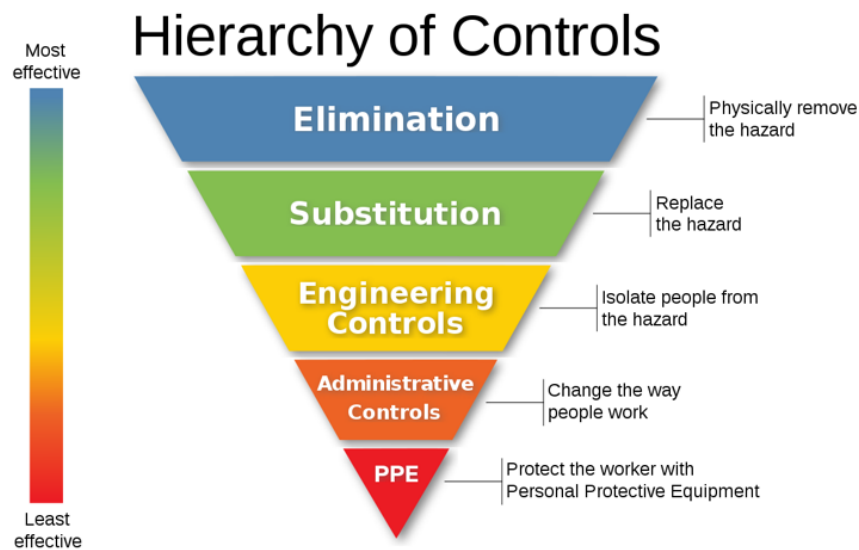 Hierarchy of Controls
Most
effective
Elimination
Physically remove
the hazard
Substitution
Replace
the hazard
Engineering
Controls
Isolate people from
the hazard
Administrative
Controls
Change the way
people work
PPE
Protect the worker with
Personal Protective Equipment
Least
effective